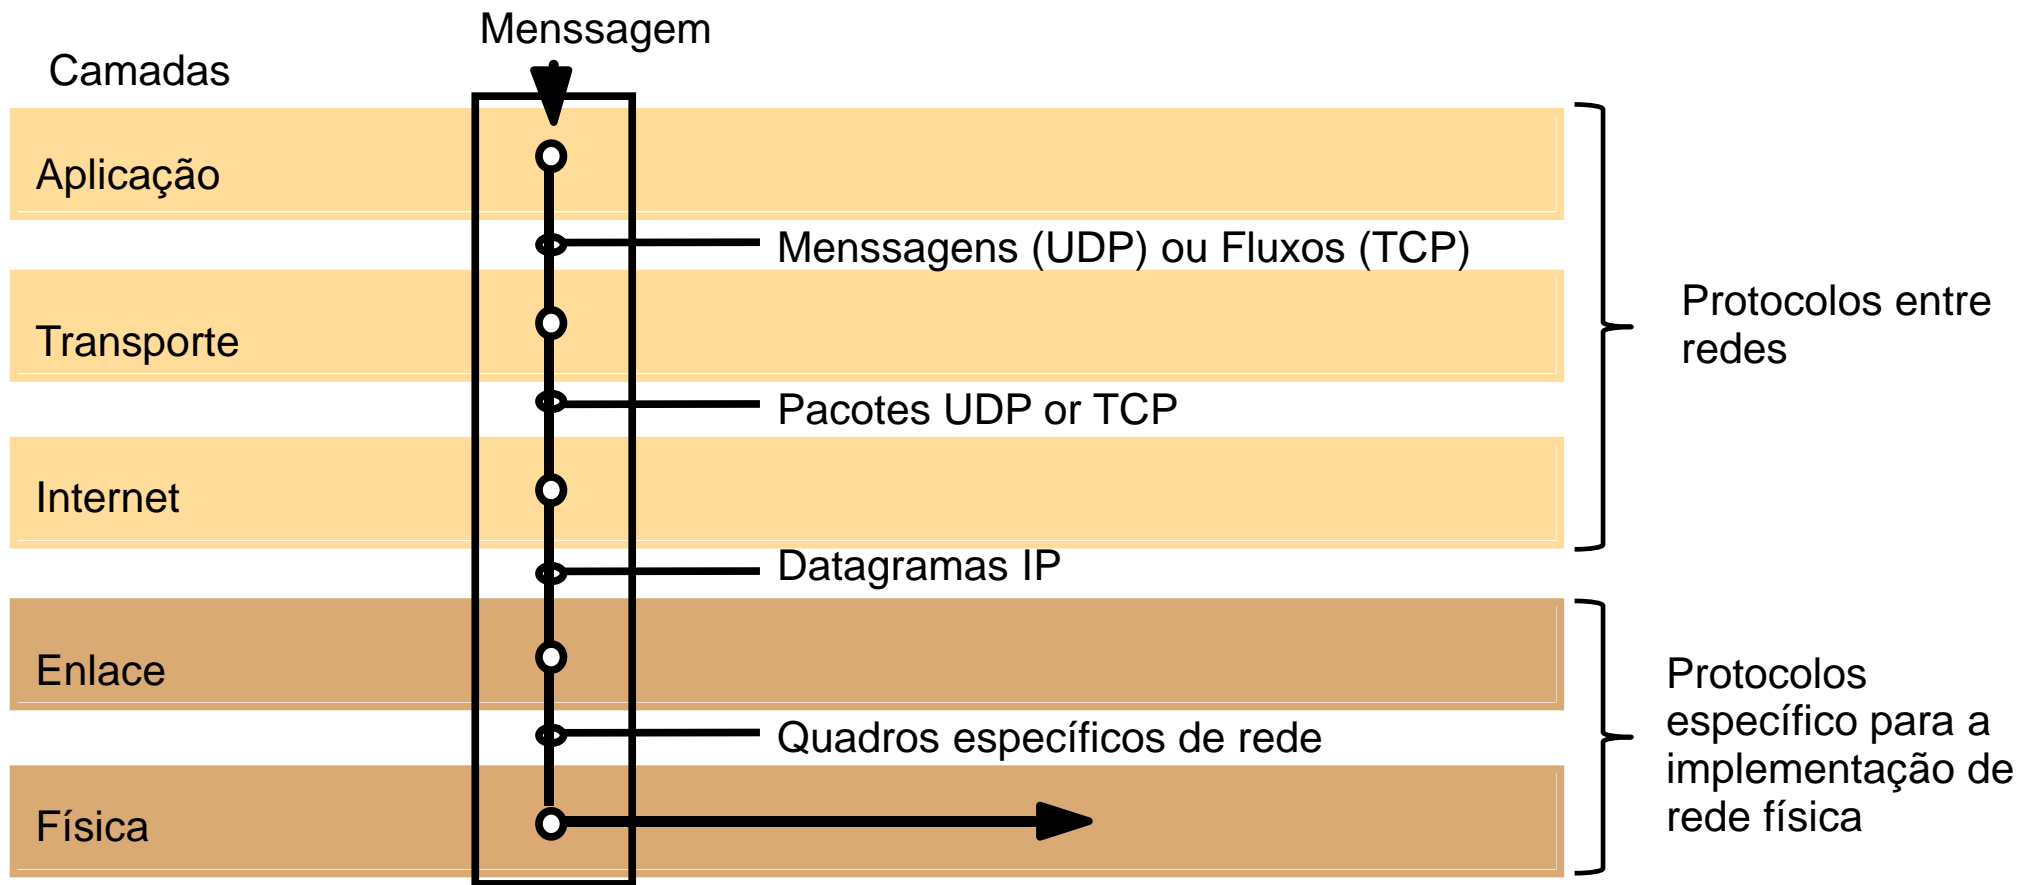 Menssagem
Camadas
Aplicação
Menssagens (UDP) ou Fluxos (TCP)
Transporte
Protocolos entre
redes
Pacotes UDP or TCP
Internet
Datagramas IP
Enlace
Quadros específicos de rede
Física
Protocolos
específico para a
implementação de
rede física